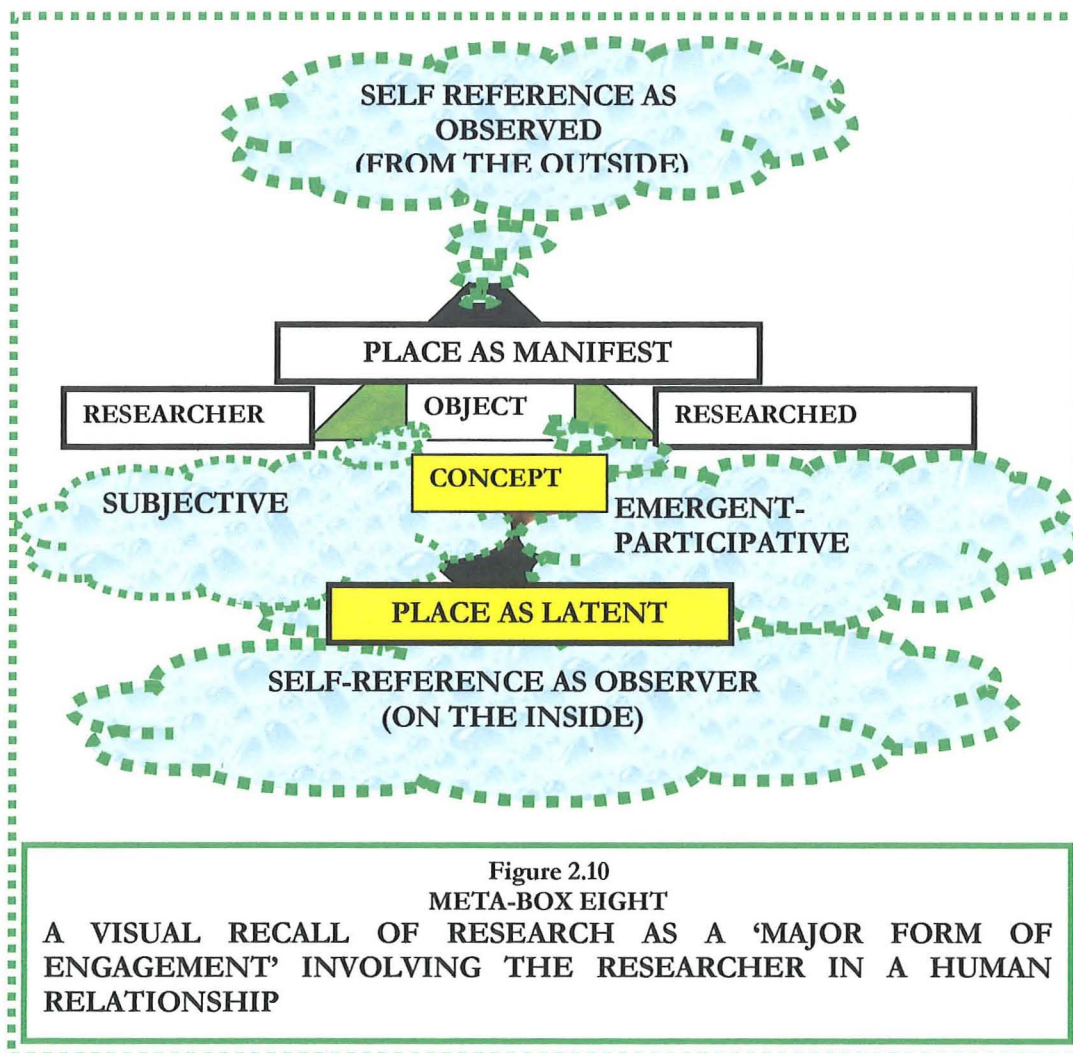 SELF REFERENCE AS
OBSERVED
(FROM THE OUTSIDE)
PLACE AS MANIFEST
RESEARCHER
OBJECT
RESEARCHED
CONCEPT
SUBJECTIVE
EMERGENT-
PARTICIPATIVE
PLACE AS LATENT
SELF-REFERENCE AS OBSERVER
(ON THE INSIDE)
Figure 2.10
META-BOX EIGHT
A VISUAL RECALL OF RESEARCH AS A ‘MAJOR FORM OF
ENGAGEMENT’ INVOLVING THE RESEARCHER IN A HUMAN
RELATIONSHIP